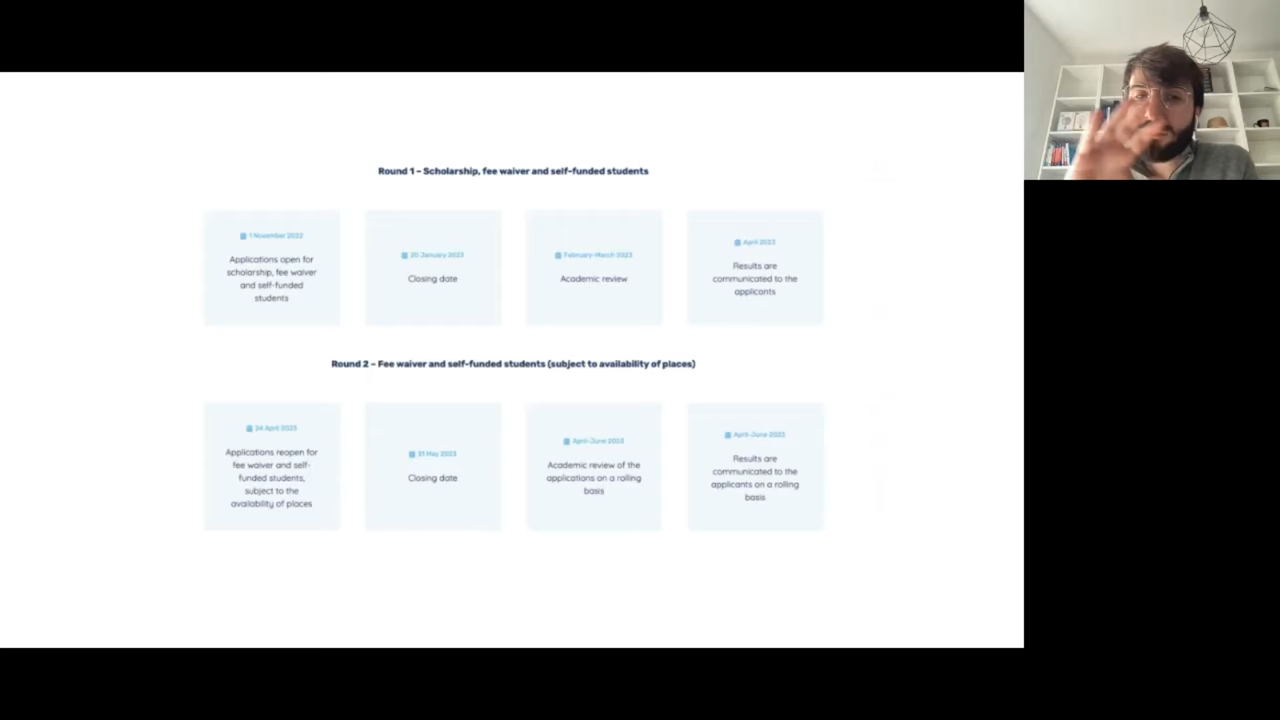 Round 1 – Scholarship, fee waiver and self-funded students
1 November 2022
Applications open for
scholarship, fee waiver
and self-funded
students
20 January 2023
Closing date
February-March 2023
Academic review
April 2023
Results are
communicated to the
applicants
Round 2 – Fee waiver and self-funded students (subject to availability of places)
24 April 2023
Applications reopen for
fee waiver and self-
funded students,
subject to the
availability of places
31 May 2023
Closing date
April-June 2023
Academic review of the
applications on a rolling
basis
April-June 2023
Results are
communicated to the
applicants on a rolling
basis